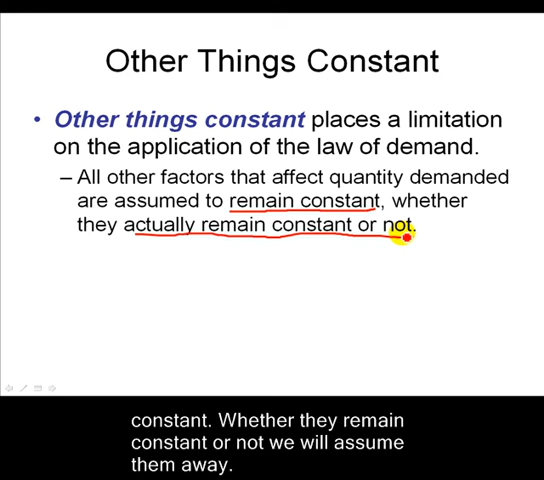 Other Things Constant
• Other things constant places a limitation
on the application of the law of demand.
– All other factors that affect quantity demanded
are assumed to remain constant, whether
they actually remain constant or not.
constant. Whether they remain
constant or not we will assume
them away.